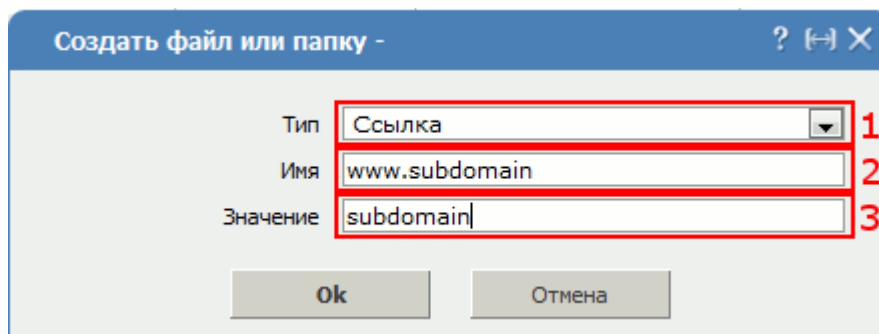 Создать файл или папку - ?
Тип Ссылка 1
Имя www.subdomain 2
Значение subdomain 3
Ok Отмена